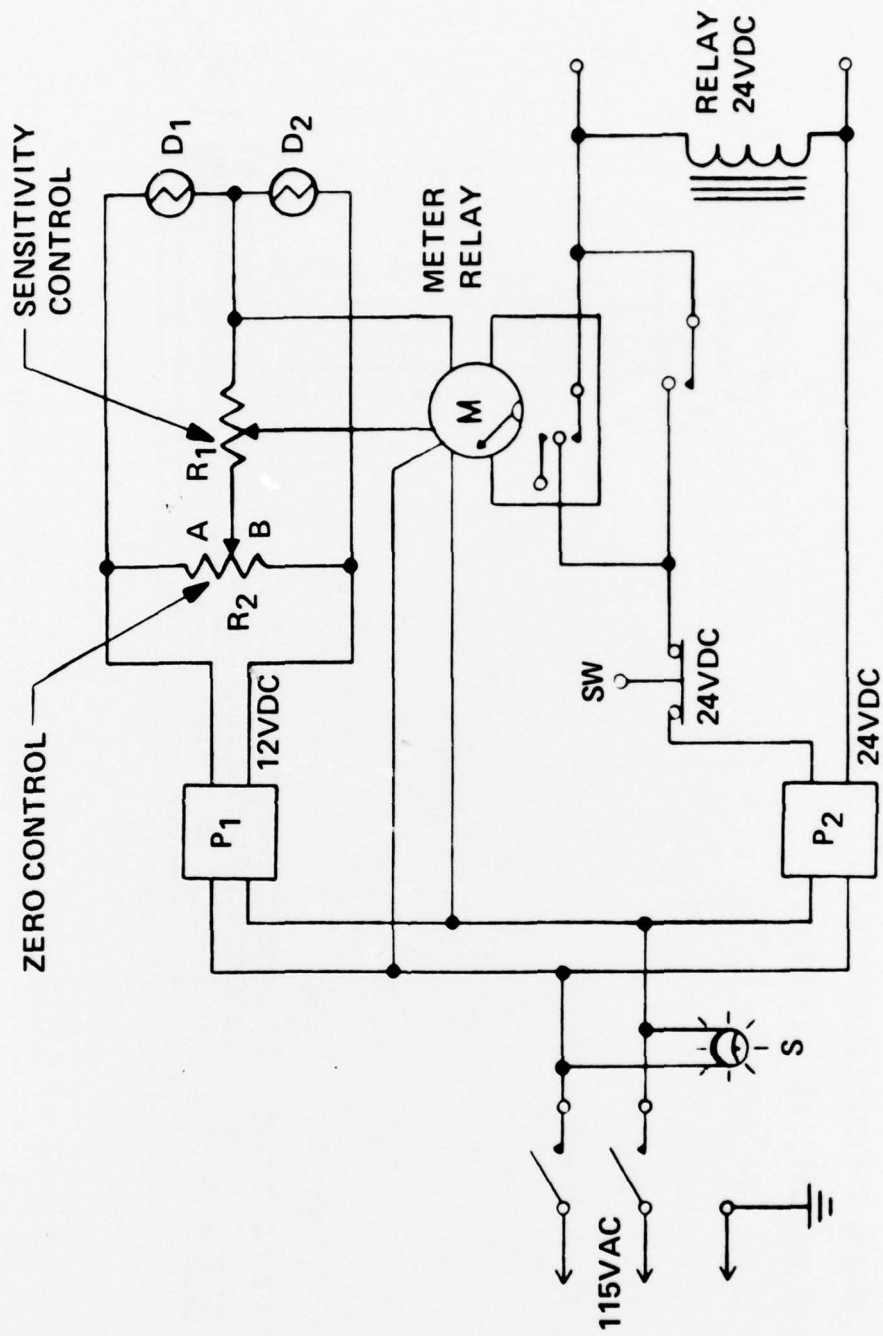 SENSITIVITY
CONTROL
ZERO CONTROL
D1
D2
R1
A
B
R2
12VDC
P1
METER
RELAY
M
RELAY
24VDC
SW
24VDC
24VDC
P2
S
115VAC